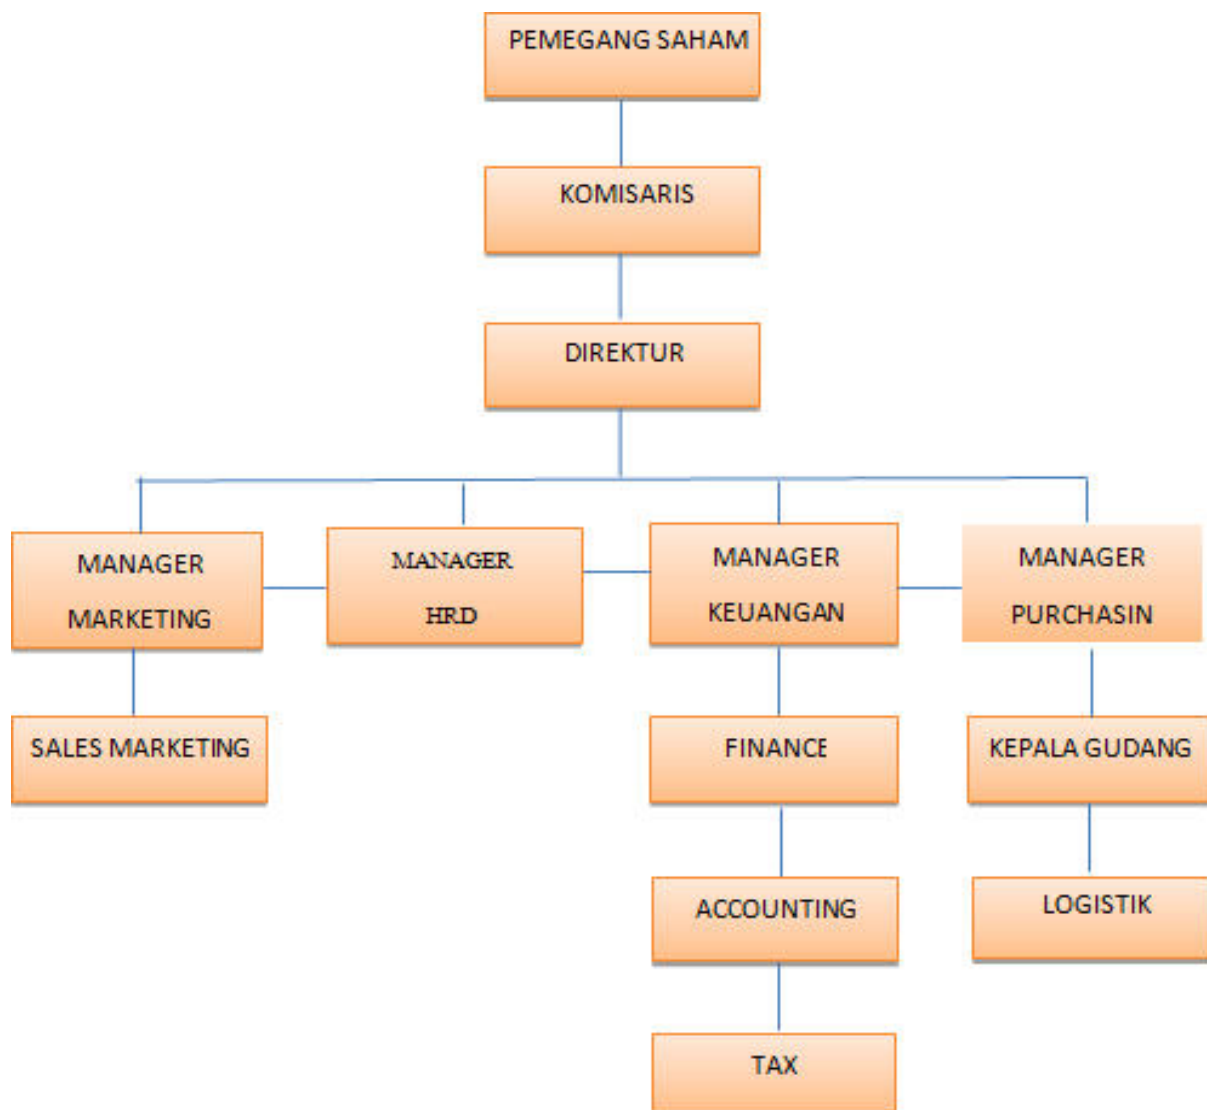 PEMEGANG SAHAM
KOMISARIS
DIREKTUR
MANAGER
MARKETING
MANAGER
HRD
MANAGER
KEUANGAN
MANAGER
PURCHASIN
SALES MARKETING
FINANCE
KEPALA GUDANG
ACCOUNTING
LOGISTIK
TAX